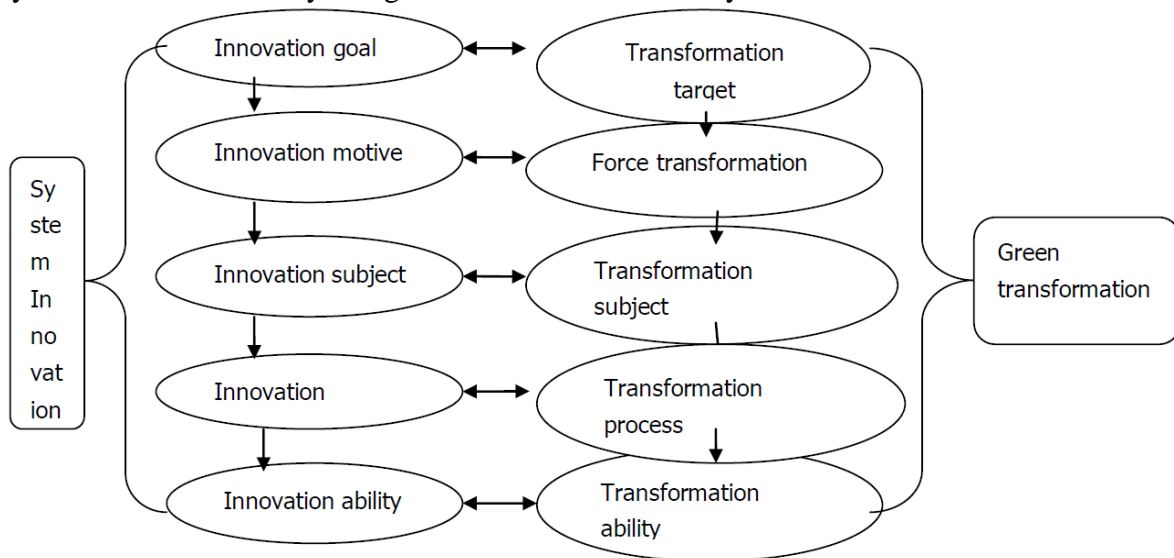 Innovation goal
Transformation
target
Innovation motive
Force transformation
Sy
ste
m
In
no
vat
ion
Innovation subject
Transformation
subject
Green
transformation
Innovation
Transformation
process
Innovation ability
Transformation
ability